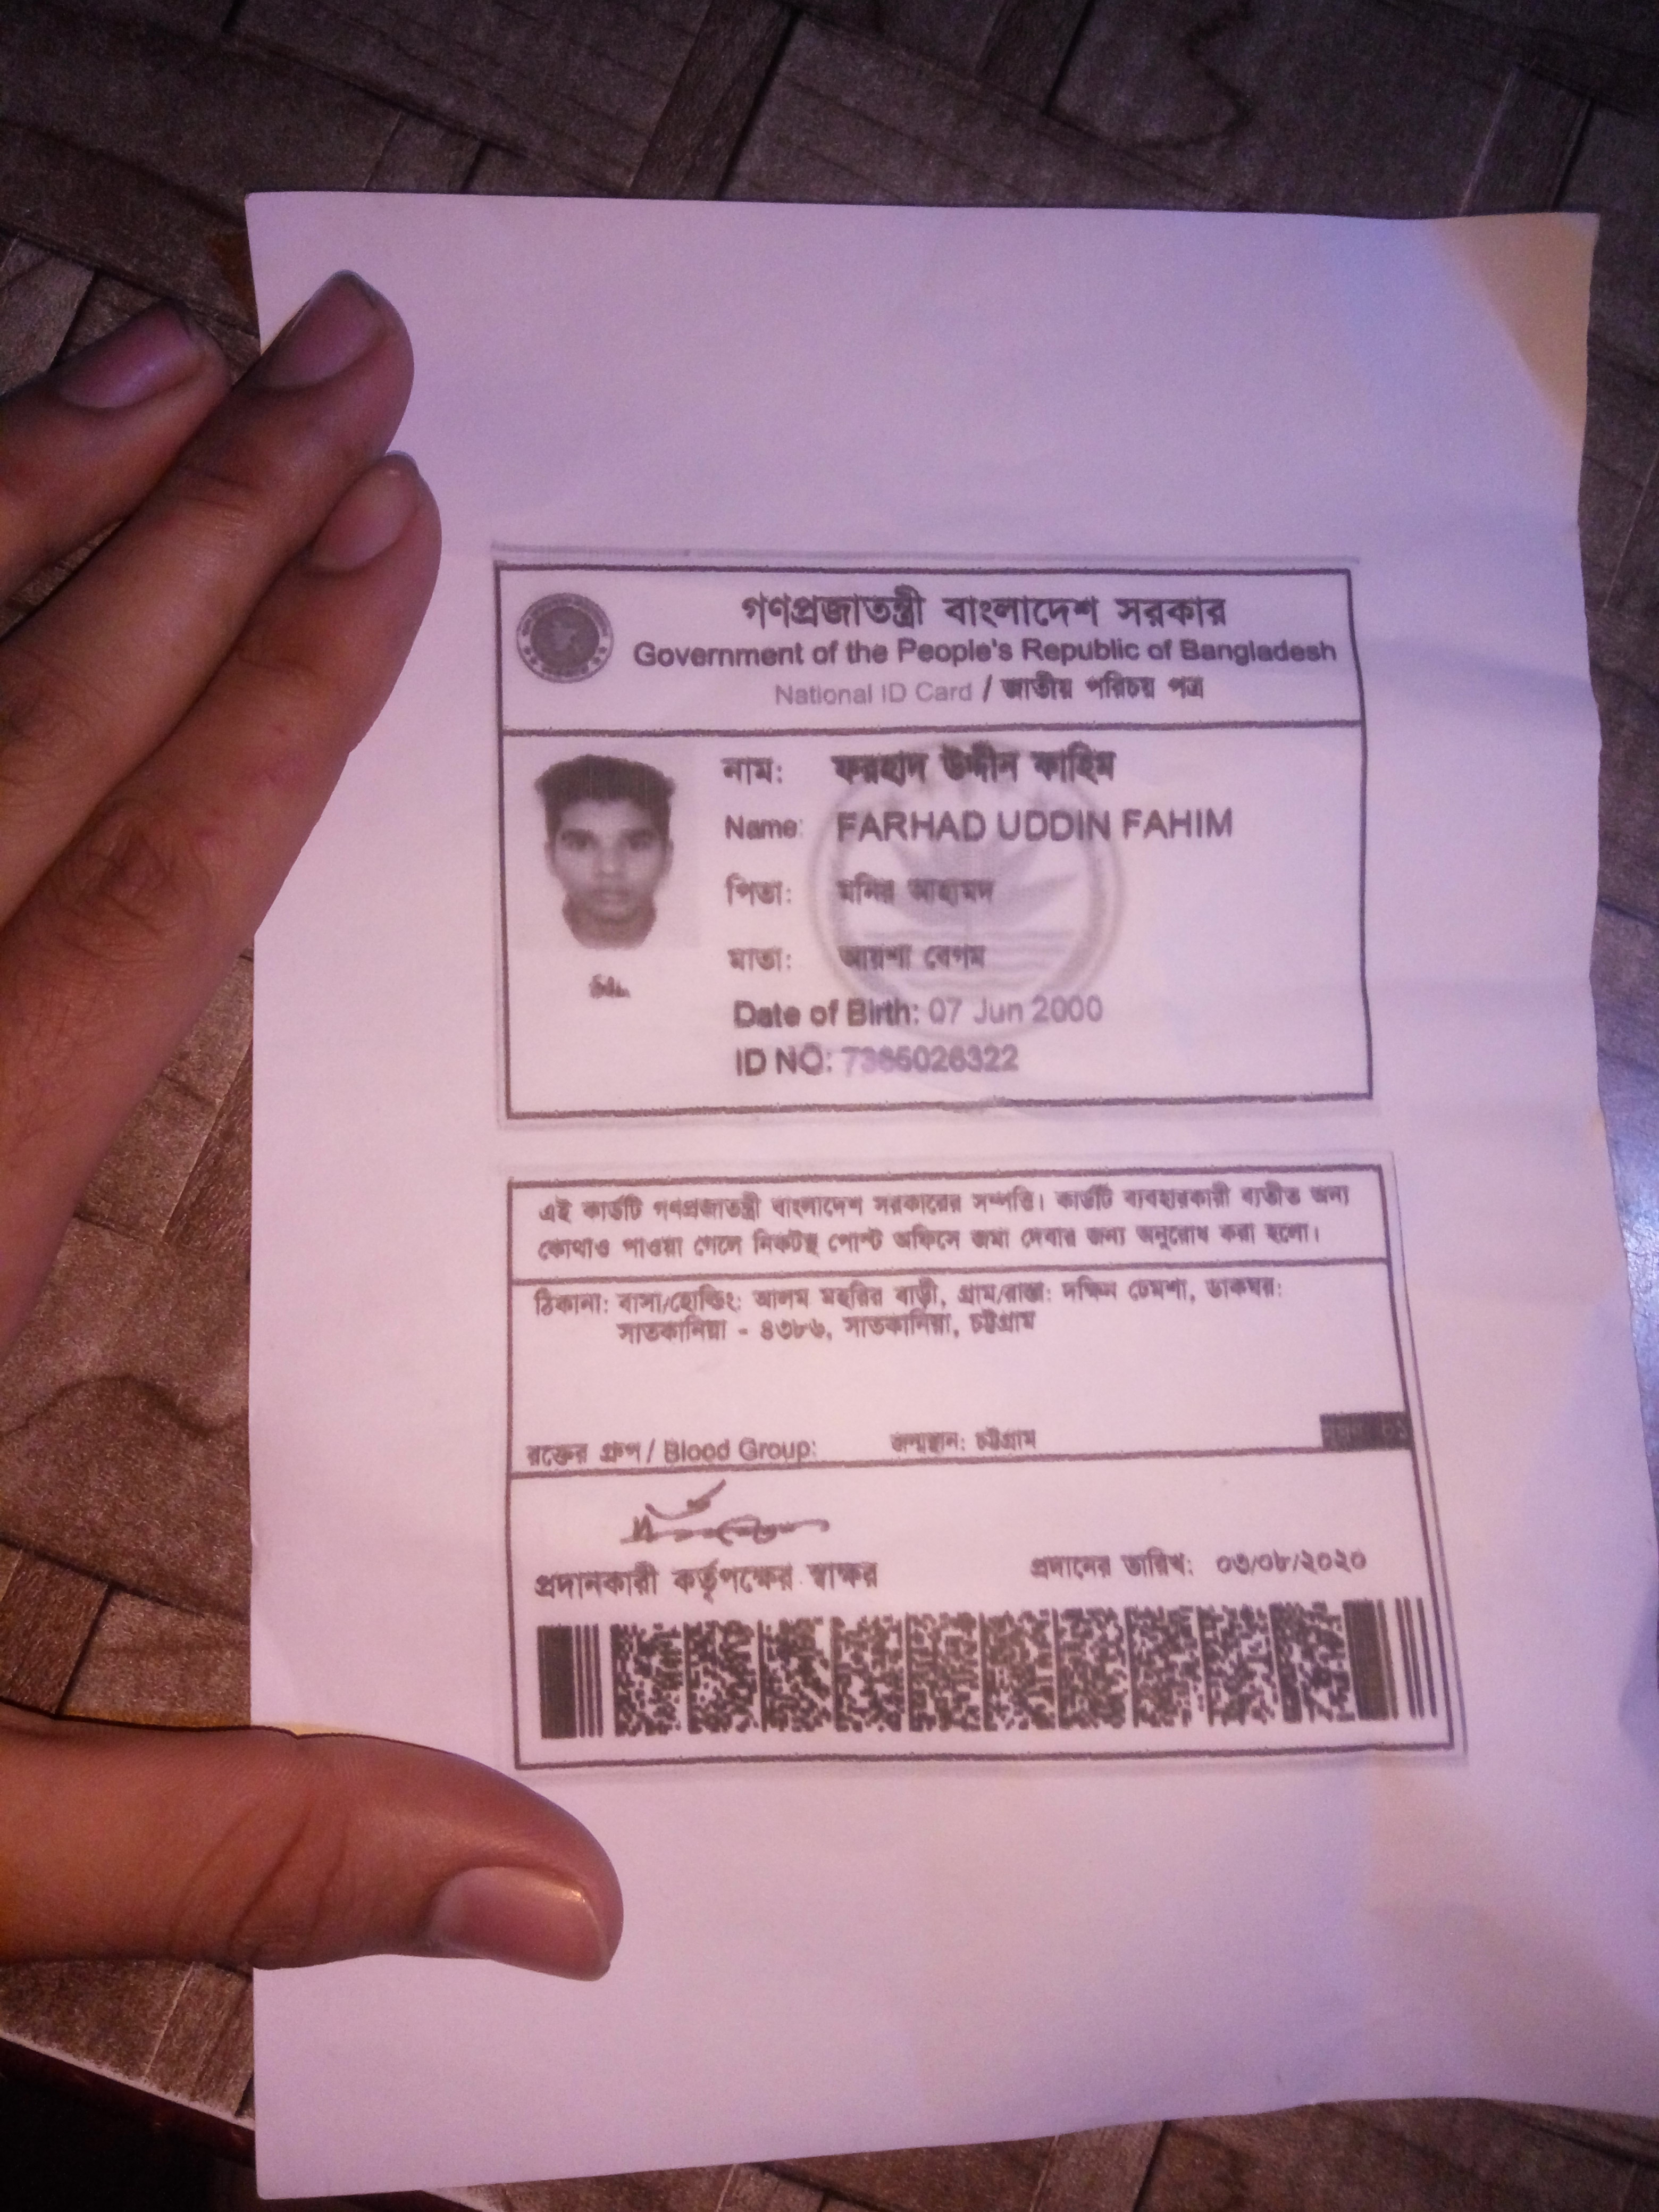 গণপ্রজাতন্ত্রী বাংলাদেশ সরকার
Government of the People's Republic of Bangladesh
National ID Card / জাতীয় পরিচয় পত্র
নাম: ফরহাদ উদ্দীন ফাহিম
Name: FARHAD UDDIN FAHIM
পিতা: মনির আহামদ
মাতা: আয়শা বেগম
Date of Birth: 07 Jun 2000
ID NO:
এই কার্ডটি গণপ্রজাতন্ত্রী বাংলাদেশ সরকারের সম্পত্তি। কার্ডটি ব্যবহারকারী ব্যতীত অন্য
কোথাও পাওয়া গেলে নিকটস্থ পোস্ট অফিসে জমা দেবার জন্য অনুরোধ করা হলো।
ঠিকানা: বাসা/হোল্ডিং: আলম মহুরির বাড়ী, গ্রাম/রাস্তা: দক্ষিন ঢেমশা, ডাকঘর:
সাতকানিয়া - ৪৩৮৬, সাতকানিয়া, চট্টগ্রাম
রক্তের গ্রুপ / Blood Group: জন্মস্থান: চট্টগ্রাম
প্রদানকারী কর্তৃপক্ষের স্বাক্ষর প্রদানের তারিখ: ০৩/০৮/২০২০